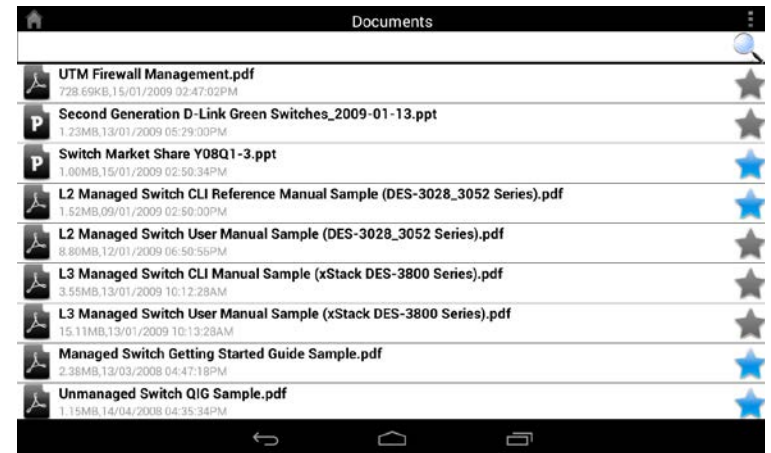 Documents
UTM Firewall Management.pdf
728.69KB,15/01/2009 02:47:02PM
P
Second Generation D-Link Green Switches_2009-01-13.ppt
1.23MB,13/01/2009 05:29:00PM
P
Switch Market Share Y08Q1-3.ppt
1.00MB,15/01/2009 02:50:34PM
L2 Managed Switch CLI Reference Manual Sample (DES-3028_3052 Series).pdf
1.52MB,09/01/2009 02:50:00PM
L2 Managed Switch User Manual Sample (DES-3028_3052 Series).pdf
8.80MB,12/01/2009 06:50:56PM
L3 Managed Switch CLI Manual Sample (xStack DES-3800 Series).pdf
3.55MB,13/01/2009 10:12:28AM
L3 Managed Switch User Manual Sample (xStack DES-3800 Series).pdf
15.11MB,13/01/2009 10:13:28AM
Managed Switch Getting Started Guide Sample.pdf
2.38MB,13/03/2008 04:47:18PM
Unmanaged Switch QIG Sample.pdf
1.15MB,14/04/2008 04:35:34PM